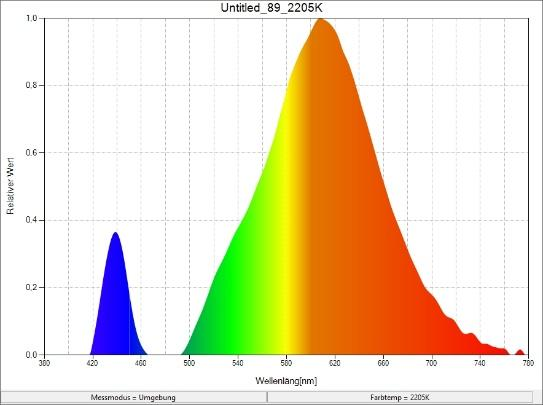 Untitled_89_2205K
1.0
0,8
0,6
0,4
0,2
0,0
Relativer Wert
380 420 460 500 540 580 620 660 700 740 780
Wellenläng[nm]
Messmodus = Umgebung Farbtemp = 2205K